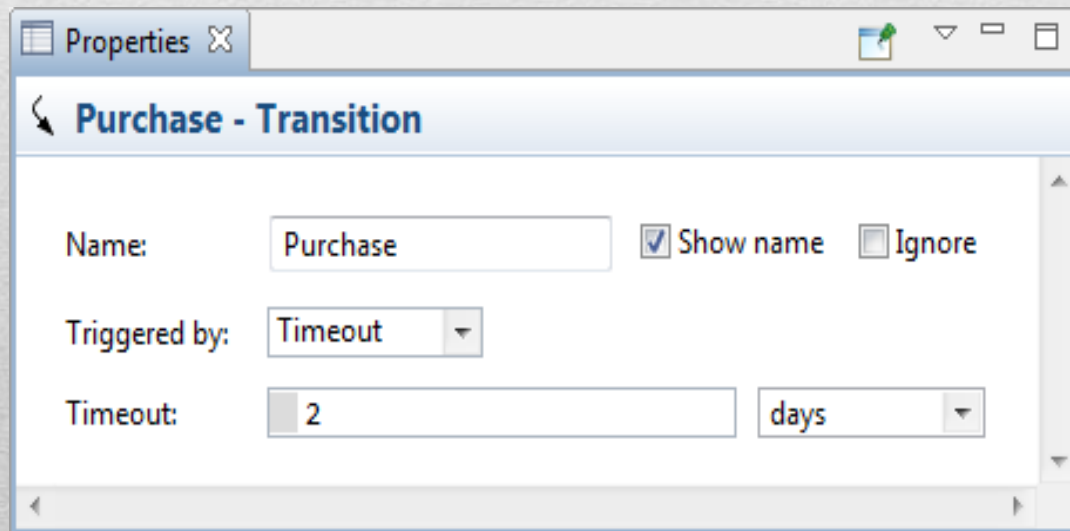 Properties
Purchase - Transition
Name: Purchase Show name Ignore
Triggered by: Timeout
Timeout: 2 days